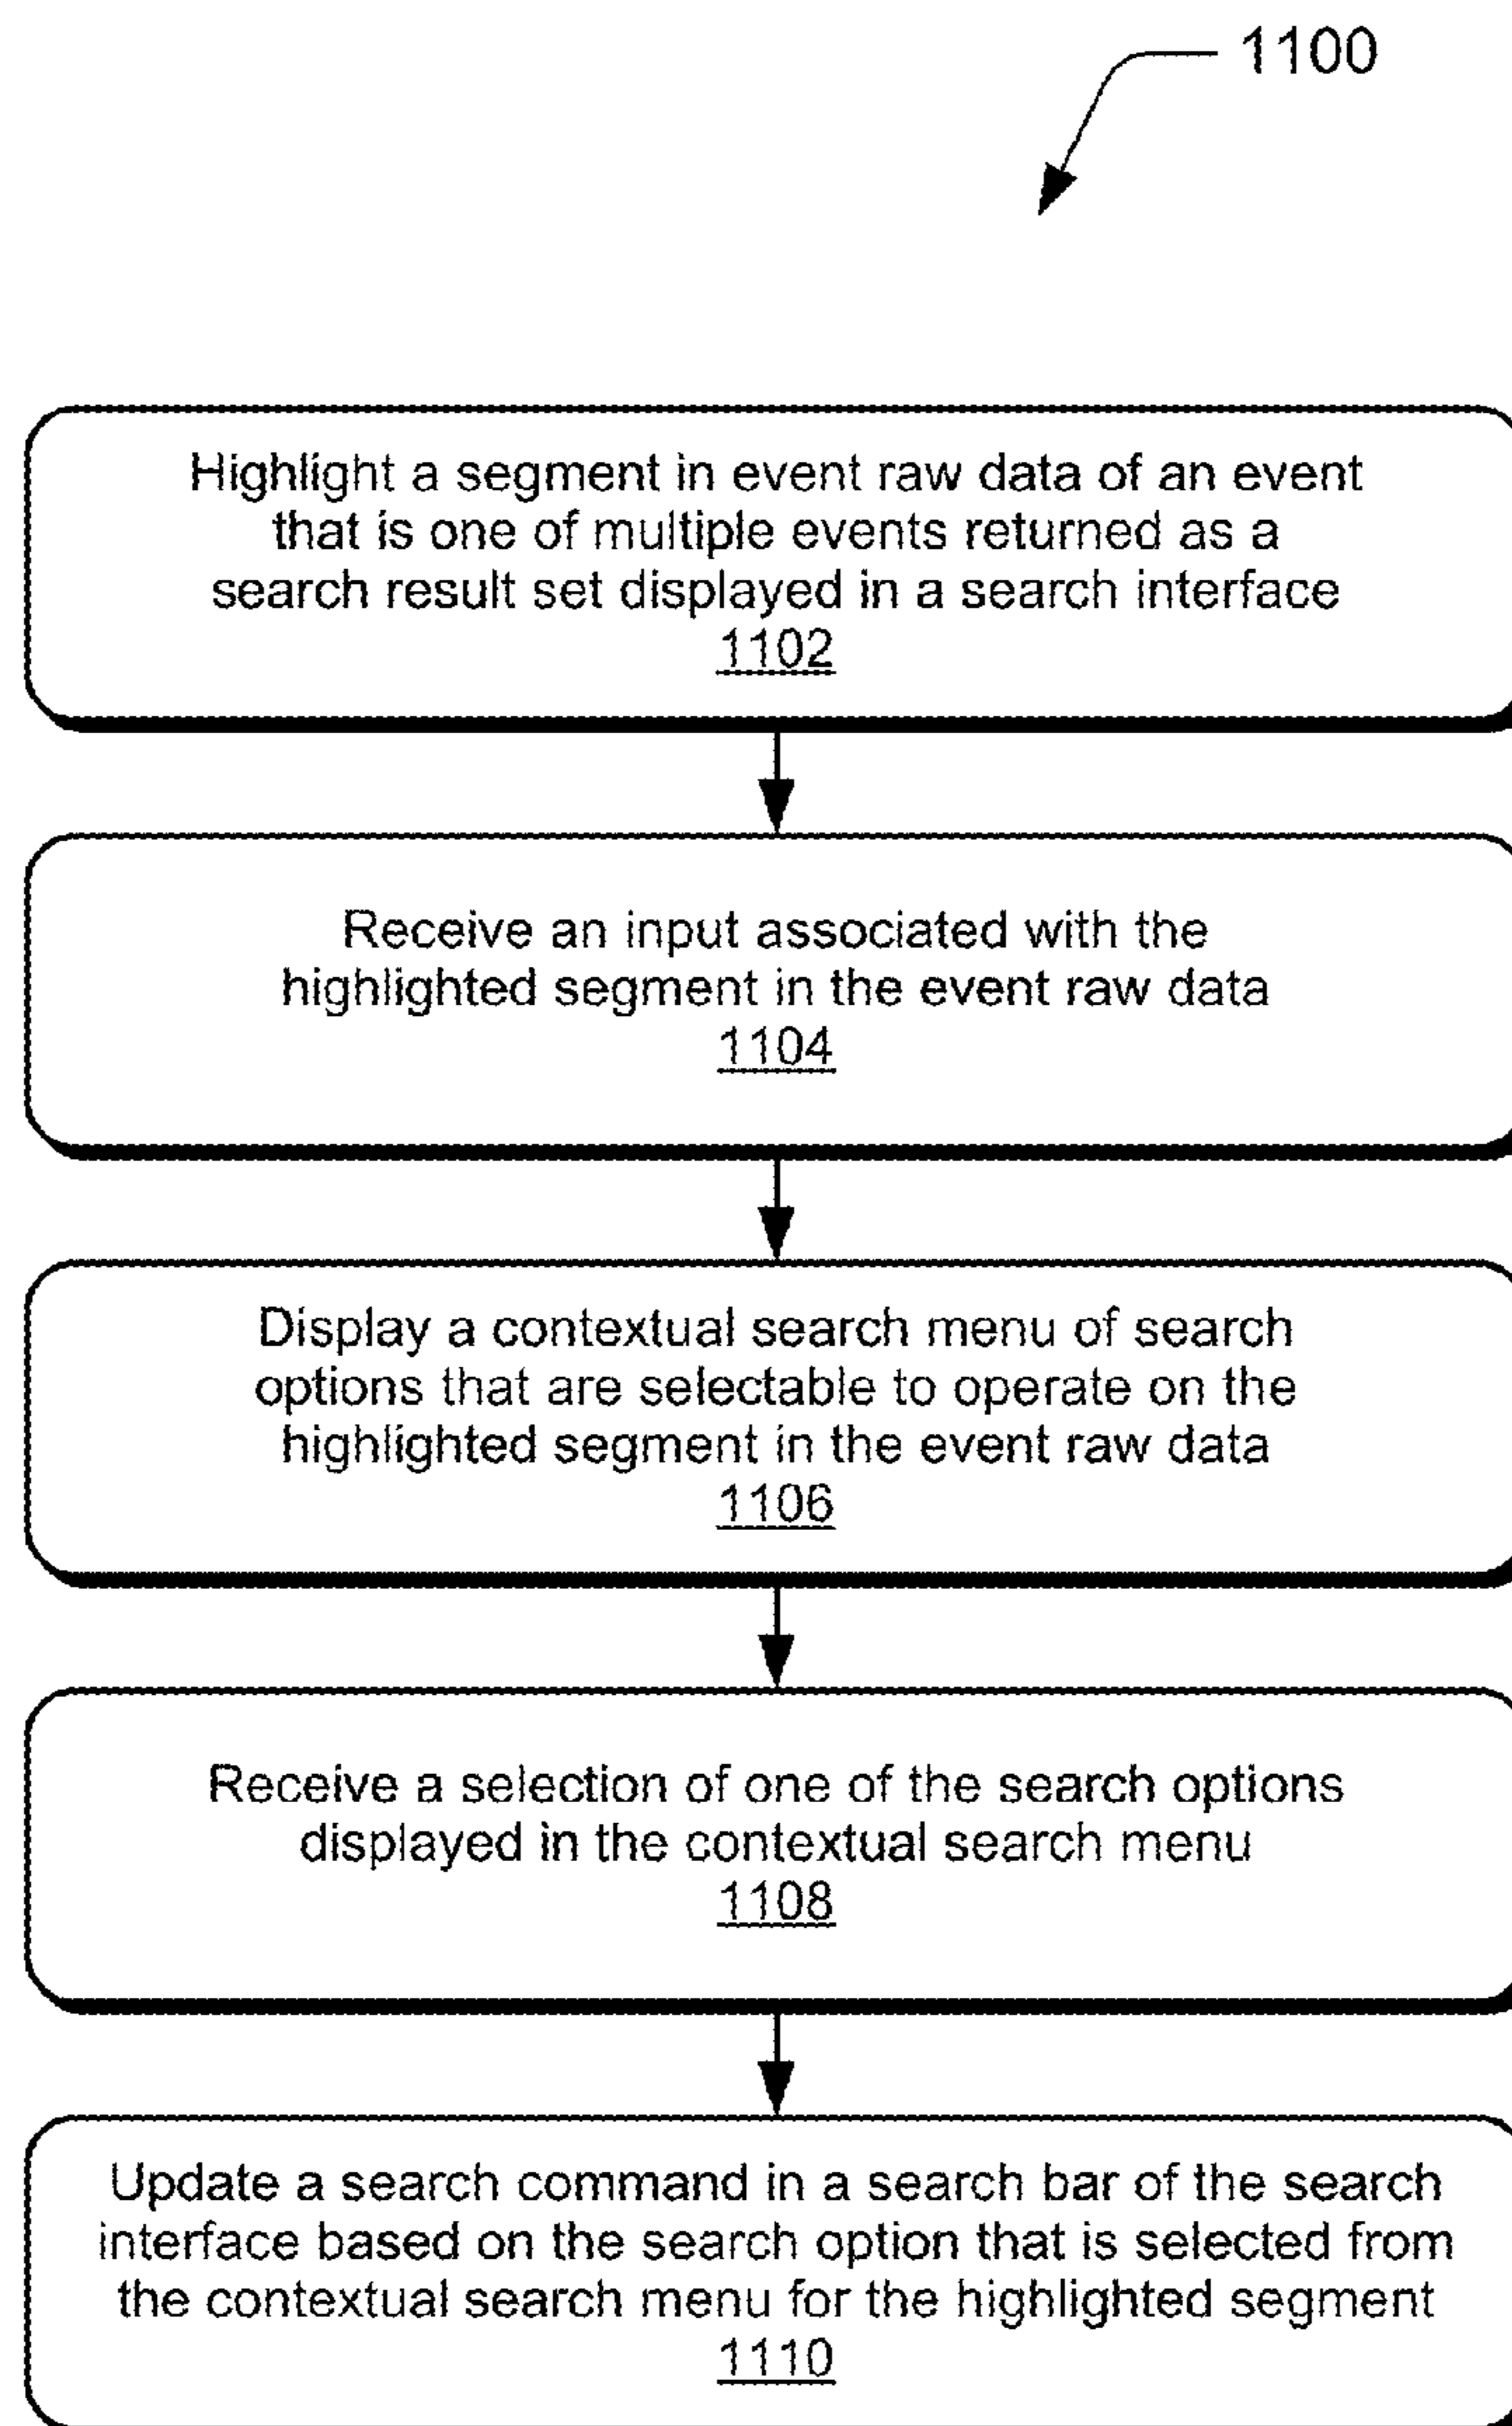 1100
Highlight a segment in event raw data of an event
that is one of multiple events returned as a
search result set displayed in a search interface
1102
Receive an input associated with the
highlighted segment in the event raw data
1104
Display a contextual search menu of search
options that are selectable to operate on the
highlighted segment in the event raw data
1106
Receive a selection of one of the search options
displayed in the contextual search menu
1108
Update a search command in a search bar of the search
interface based on the search option that is selected from
the contextual search menu for the highlighted segment
1110